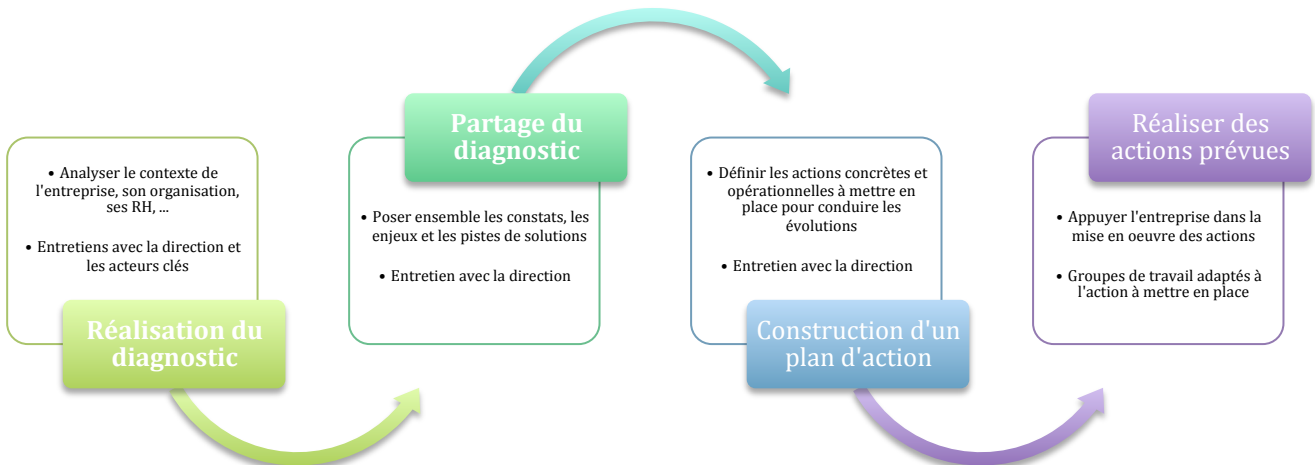 • Analyser le contexte de
l'entreprise, son organisation,
ses RH, ...
• Entretiens avec la direction et
les acteurs clés
Réalisation du
diagnostic
Partage du
diagnostic
• Poser ensemble les constats, les
enjeux et les pistes de solutions
• Entretien avec la direction
• Définir les actions concrètes et
opérationnelles à mettre en
place pour conduire les
évolutions
• Entretien avec la direction
Construction d'un
plan d'action
Réaliser des
actions prévues
• Appuyer l'entreprise dans la
mise en oeuvre des actions
• Groupes de travail adaptés à
l'action à mettre en place